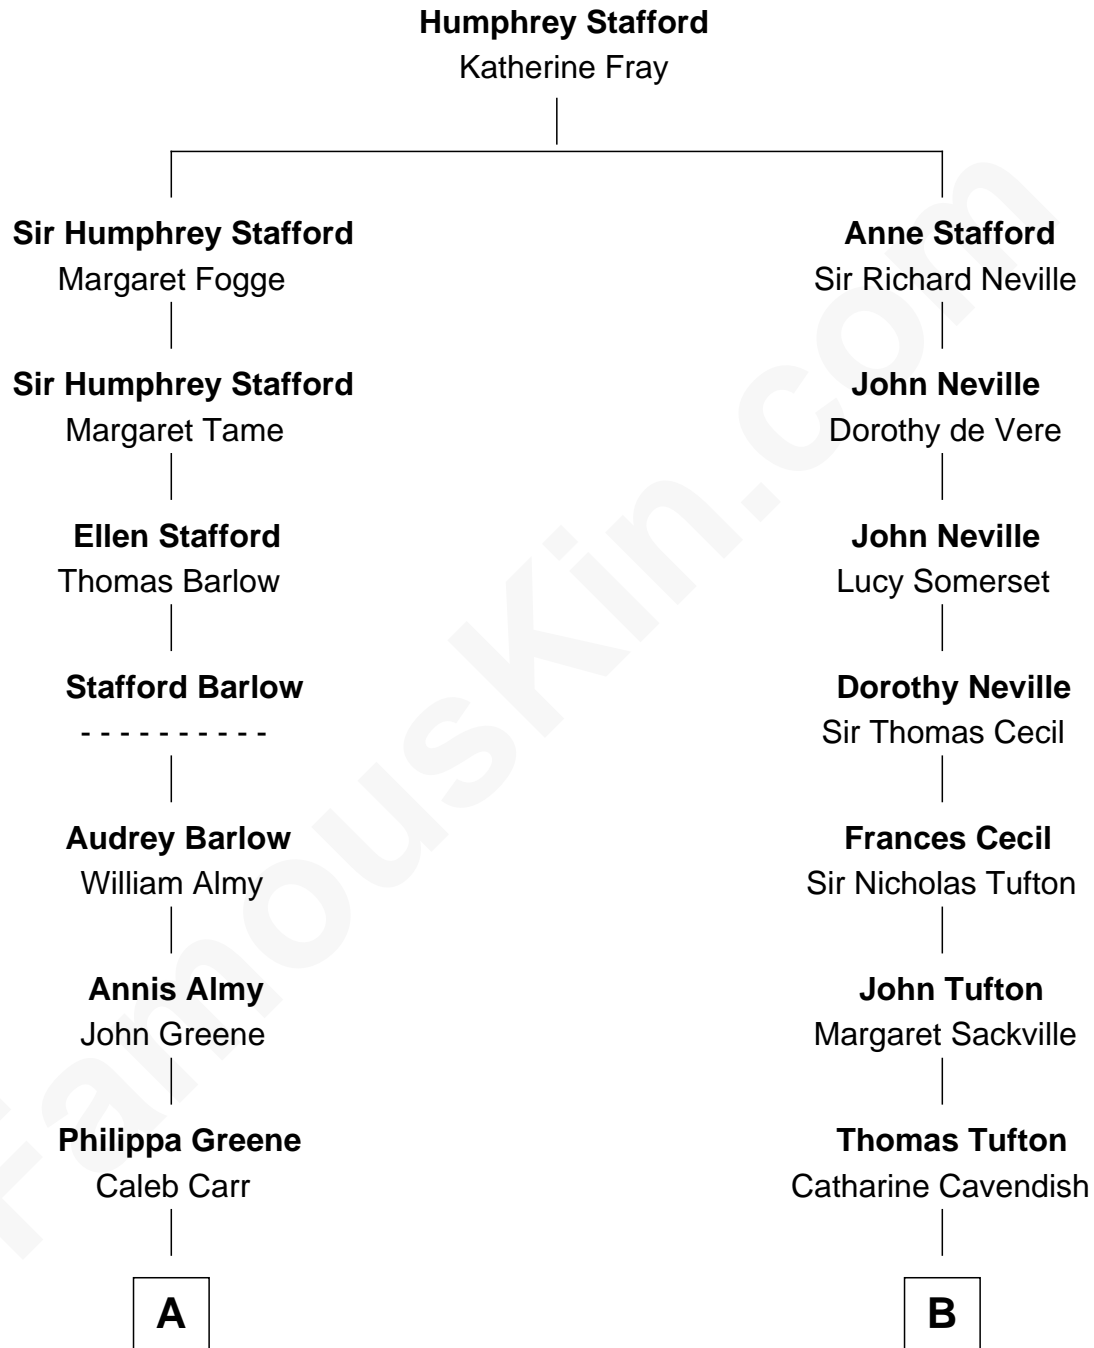 Humphrey Stafford
Katherine Fray
Sir Humphrey Stafford
Margaret Fogge
Anne Stafford
Sir Richard Neville
Sir Humphrey Stafford
Margaret Tame
John Neville
Dorothy de Vere
Ellen Stafford
Thomas Barlow
John Neville
Lucy Somerset
Stafford Barlow
- - - - - - - - - -
Dorothy Neville
Sir Thomas Cecil
Audrey Barlow
William Almy
Frances Cecil
Sir Nicholas Tufton
Annis Almy
John Greene
John Tufton
Margaret Sackville
Philippa Greene
Caleb Carr
Thomas Tufton
Catharine Cavendish
A
B
FamousKin.com